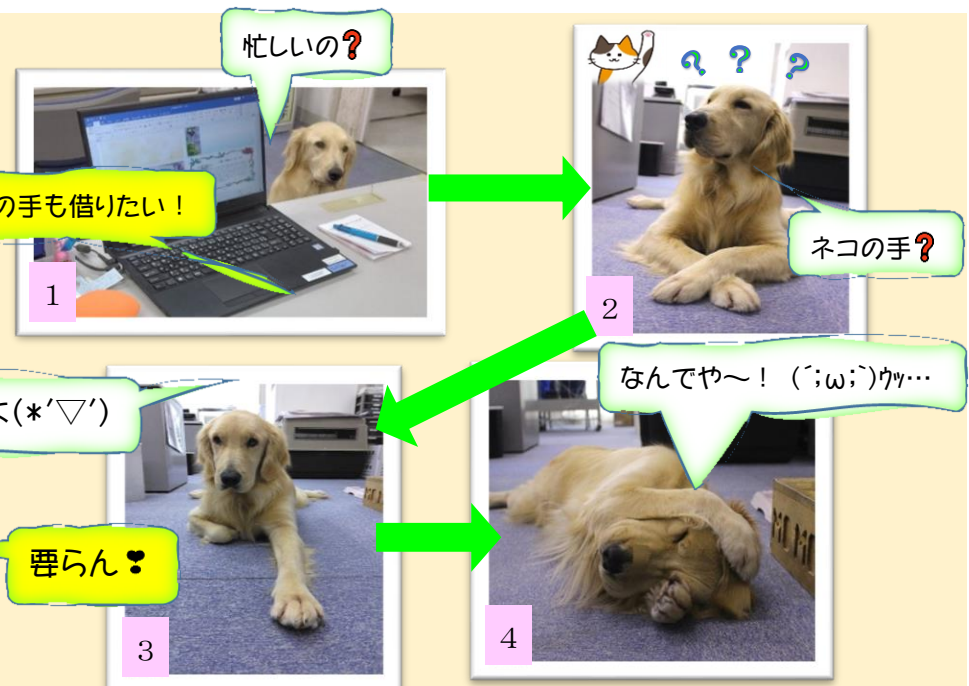 忙しいの❓
の手も借りたい！
1
? ? ?
ネコの手❓
2
よ(*´▽`)
要らん❣
3
なんでや～！ (´;ω;`)ｳｯ…
4